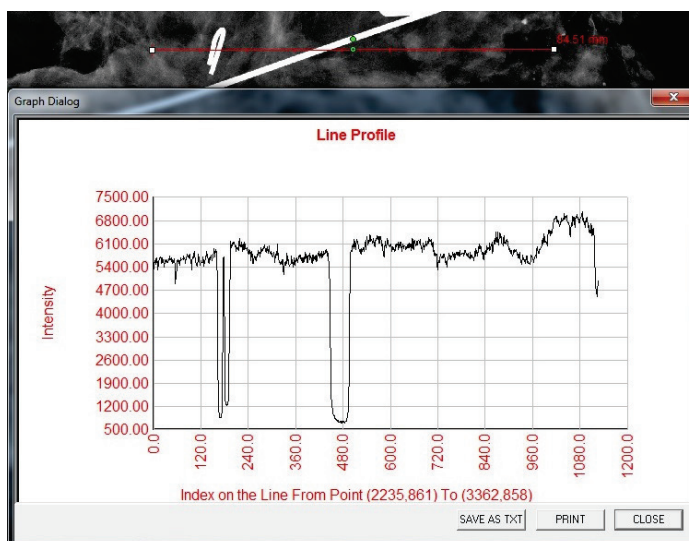 84.51 mm
Graph Dialog
x
Line Profile
7500.00
6800.00
6100.00
5400.00
4700.00
4000.00
3300.00
2600.00
1900.00
1200.00
500.00
Intensity
0.0
120.0
240.0
360.0
480.0
600.0
720.0
840.0
960.0
1080.0
1200.0
Index on the Line From Point (2235,861) To (3362,858)
SAVE AS TXT
PRINT
CLOSE